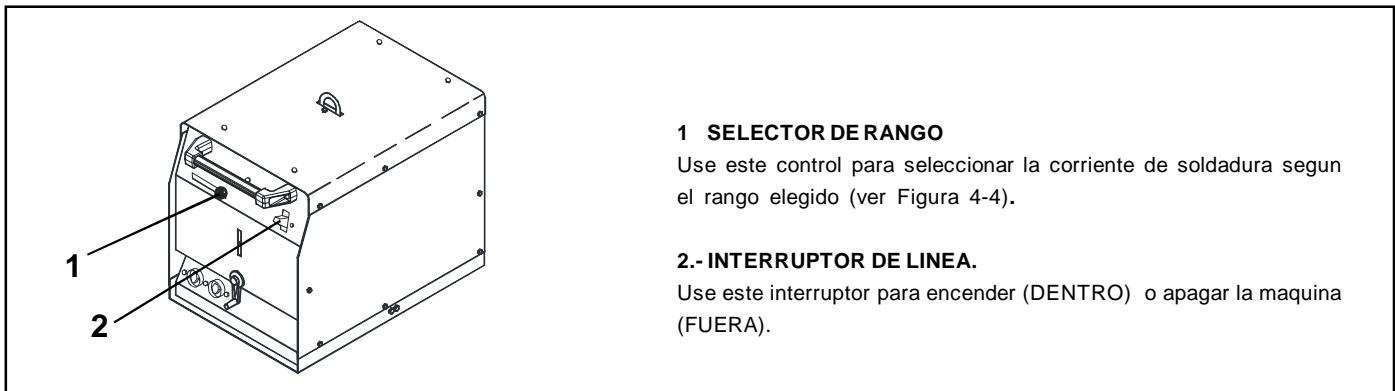 1 SELECTOR DE RANGO
Use este control para seleccionar la corriente de soldadura segun
el rango elegido (ver Figura 4-4).
2.- INTERRUPTOR DE LINEA.
Use este interruptor para encender (DENTRO) o apagar la maquina
(FUERA).
1
2